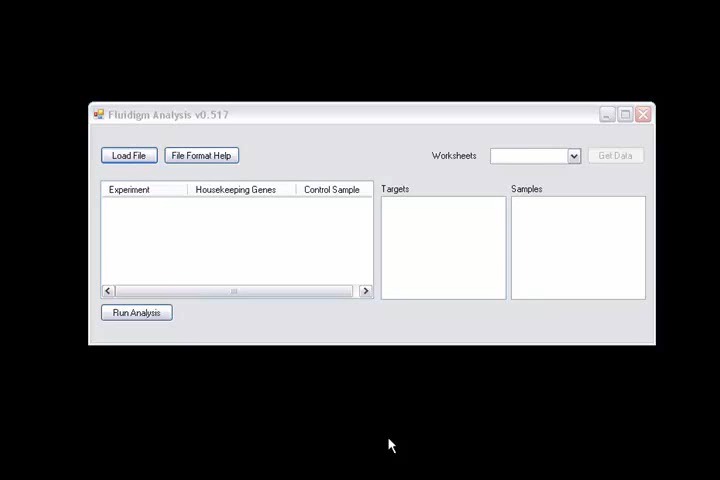 Fluidigm Analysis v0.517
Load File File Format Help Worksheets Get Data
Experiment Housekeeping Genes Control Sample Targets Samples
Run Analysis